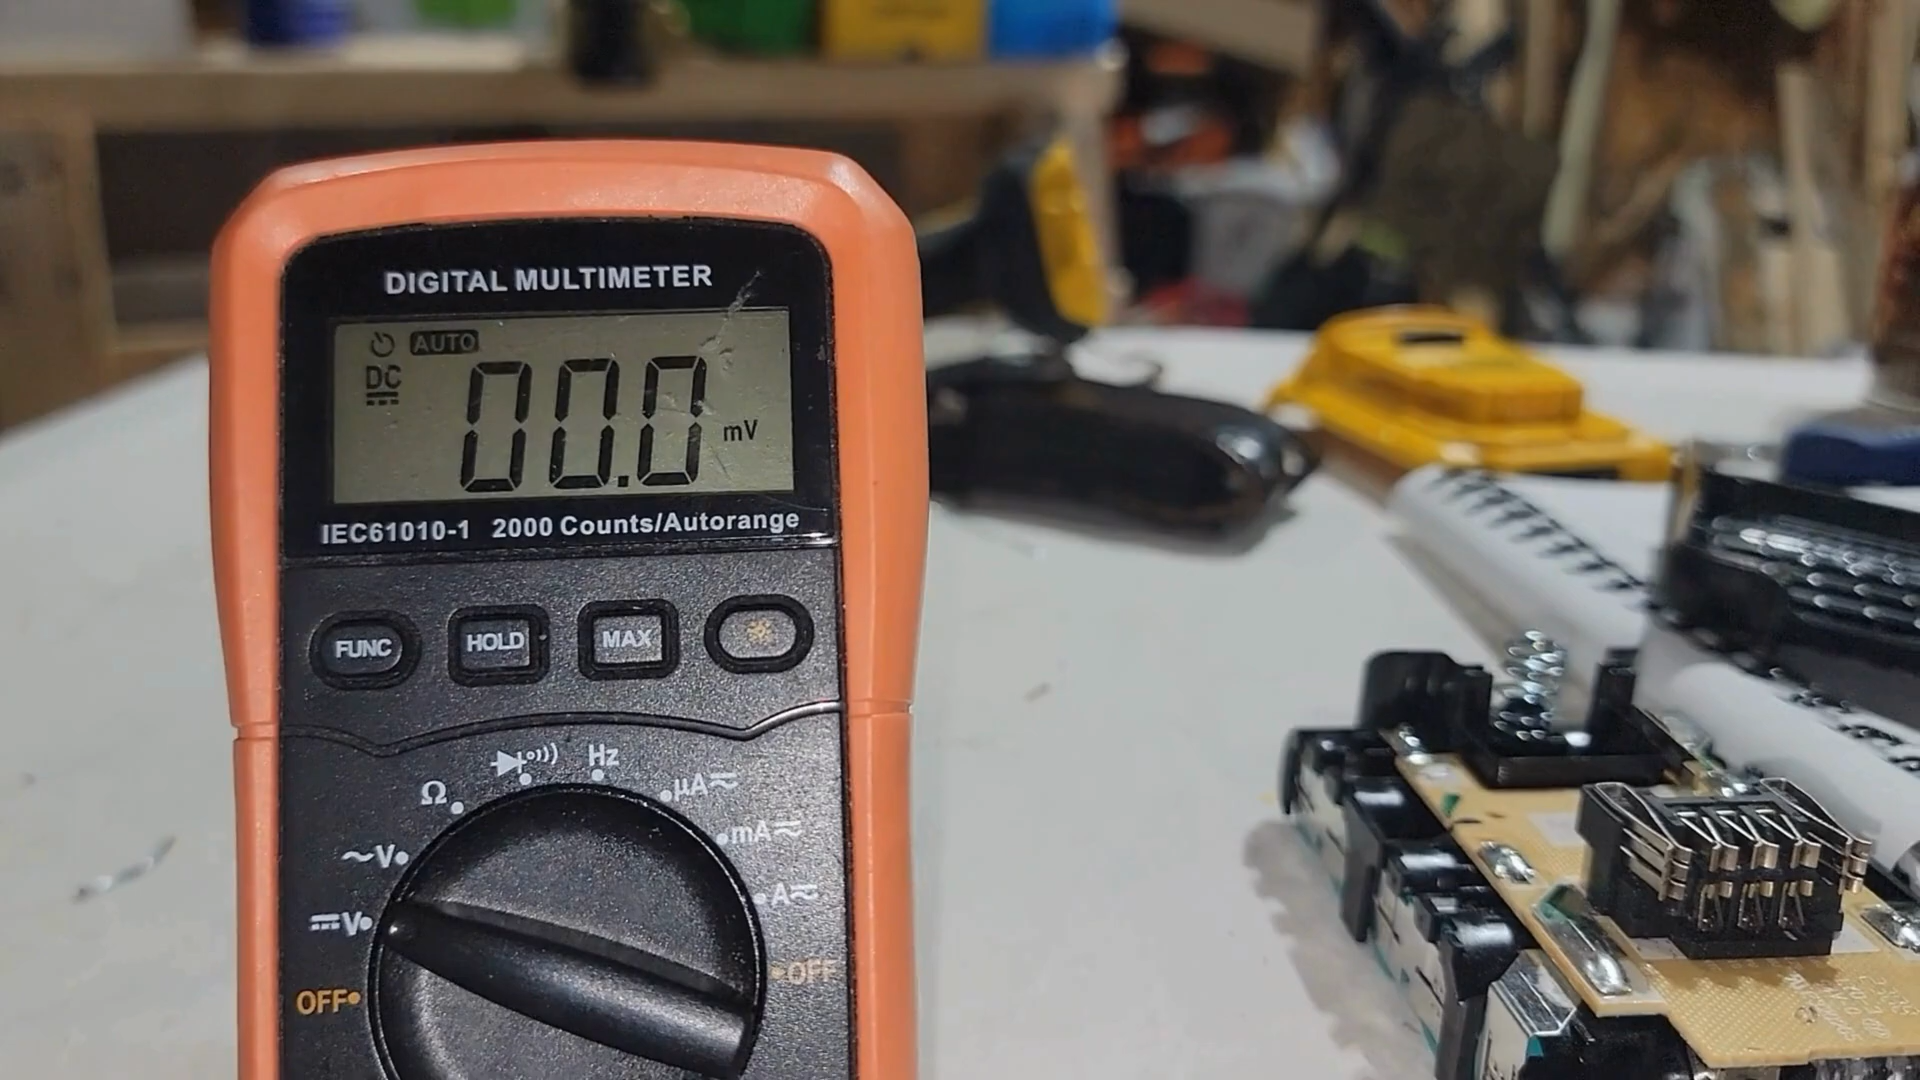 DIGITAL MULTIMETER
AUTO
DC
00.0 mV
IEC61010-1 2000 Counts/Autorange
FUNC HOLD MAX
Hz
Ω
µA
~V
mA
V
A
OFF
OFF